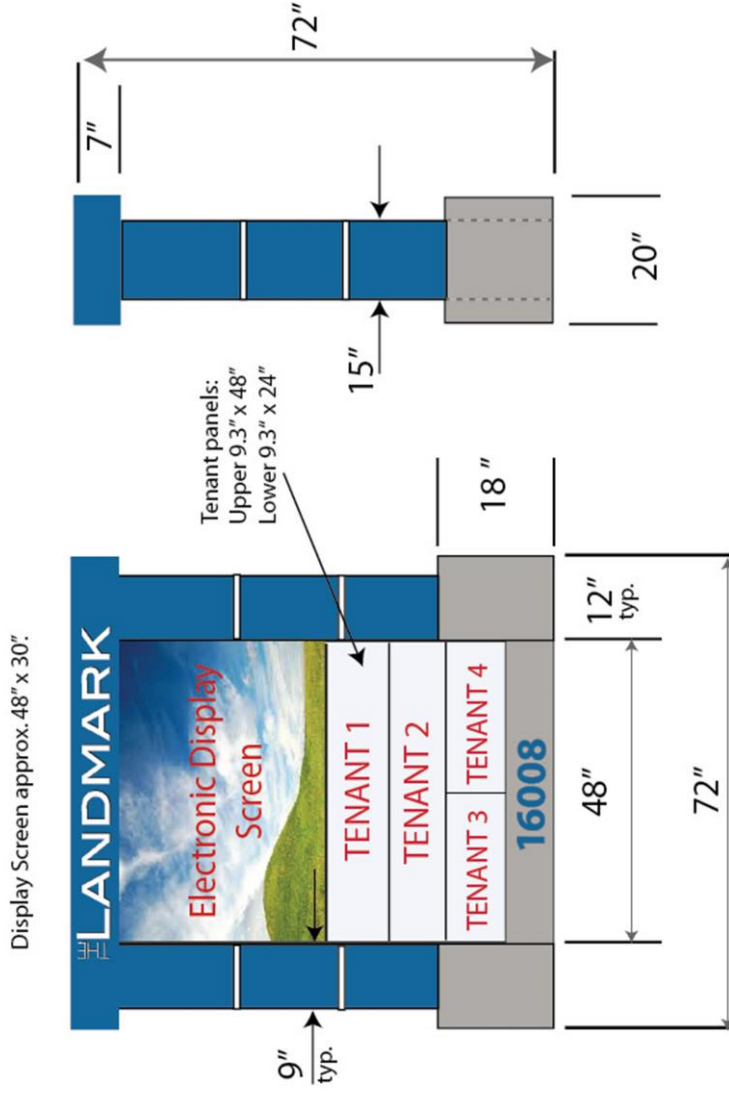 Display Screen approx. 48" x 30".
LANDMARK
Electronic Display
Screen
TENANT 1
TENANT 2
TENANT 3
TENANT 4
16008
9"
typ.
48"
12"
typ.
72"
18 "
Tenant panels:
Upper 9.3" x 48"
Lower 9.3" x 24"
7"
72"
15"
20"